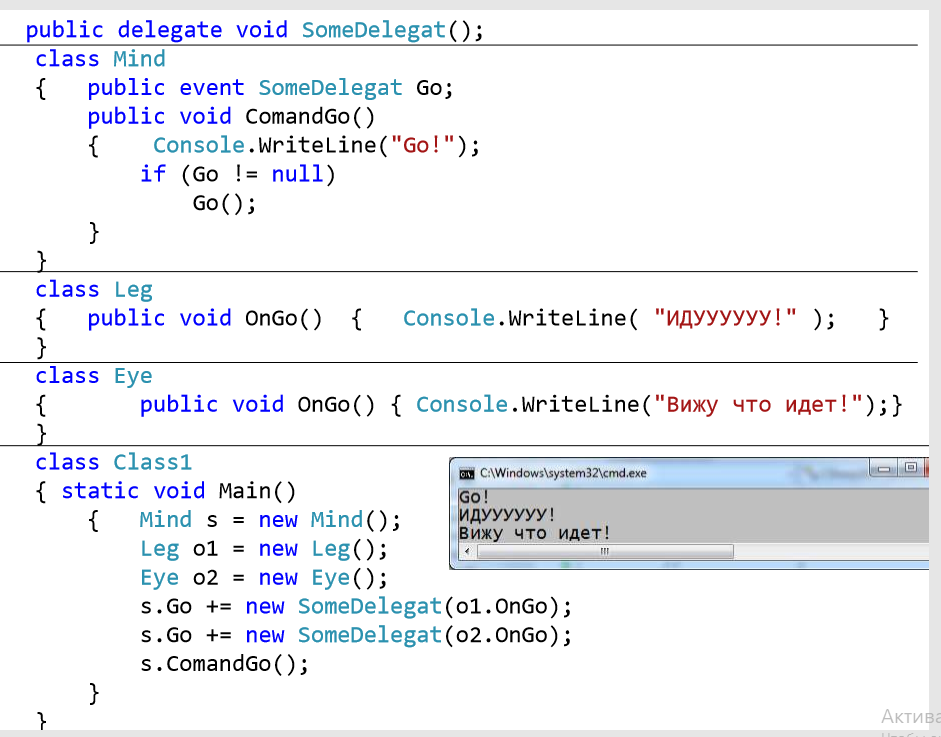 public delegate void SomeDelegat();
class Mind
{ public event SomeDelegat Go;
public void ComandGo()
{ Console.WriteLine("Go!");
if (Go != null)
Go();
}
}
class Leg
{ public void OnGo() { Console.WriteLine( "ИДУУУУУУ!" ); }
}
class Eye
{ public void OnGo() { Console.WriteLine("Вижу что идет!");}
}
class Class1
{ static void Main()
{ Mind s = new Mind();
Leg o1 = new Leg();
Eye o2 = new Eye();
s.Go += new SomeDelegat(o1.OnGo);
s.Go += new SomeDelegat(o2.OnGo);
s.ComandGo();
}
}
C:\Windows\system32\cmd.exe
Go!
ИДУУУУУУ!
Вижу что идет!